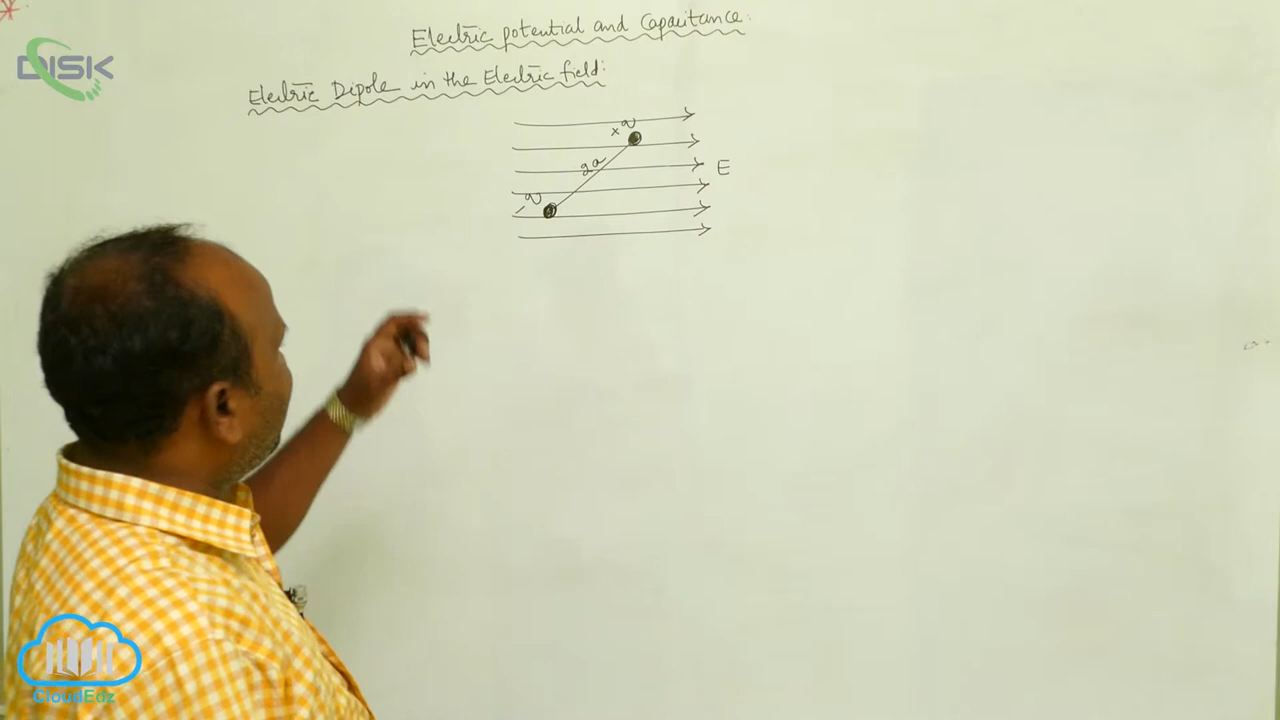 Electric potential and Capacitance:
DISK
Electric Dipole in the Electric field:
2a
E
CloudEdz